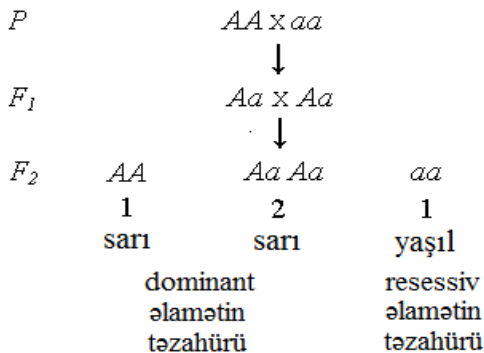 P AA x aa
↓
F₁ Aa x Aa
↓
F₂ AA Aa Aa aa
1 2 1
sarı sarı yaşıl
dominant resessiv
əlamətin əlamətin
təzahürü təzahürü